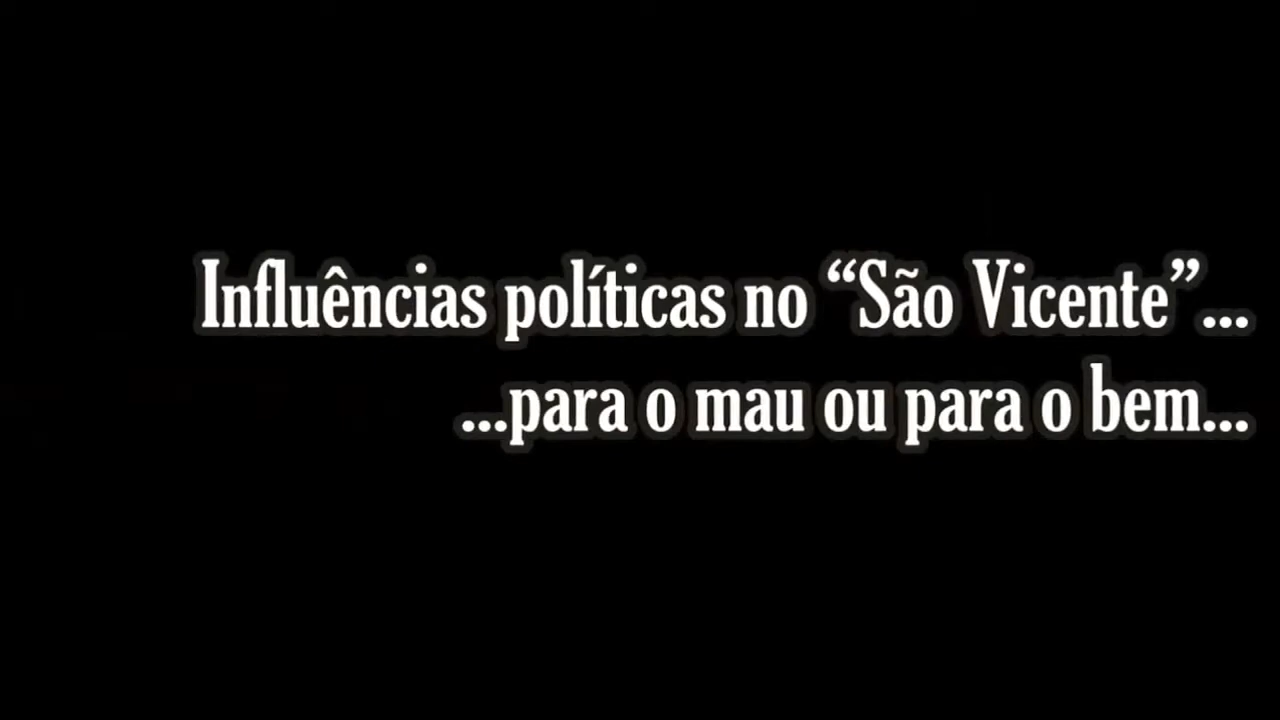 Influências políticas no “São Vicente”...
...para o mau ou para o bem...